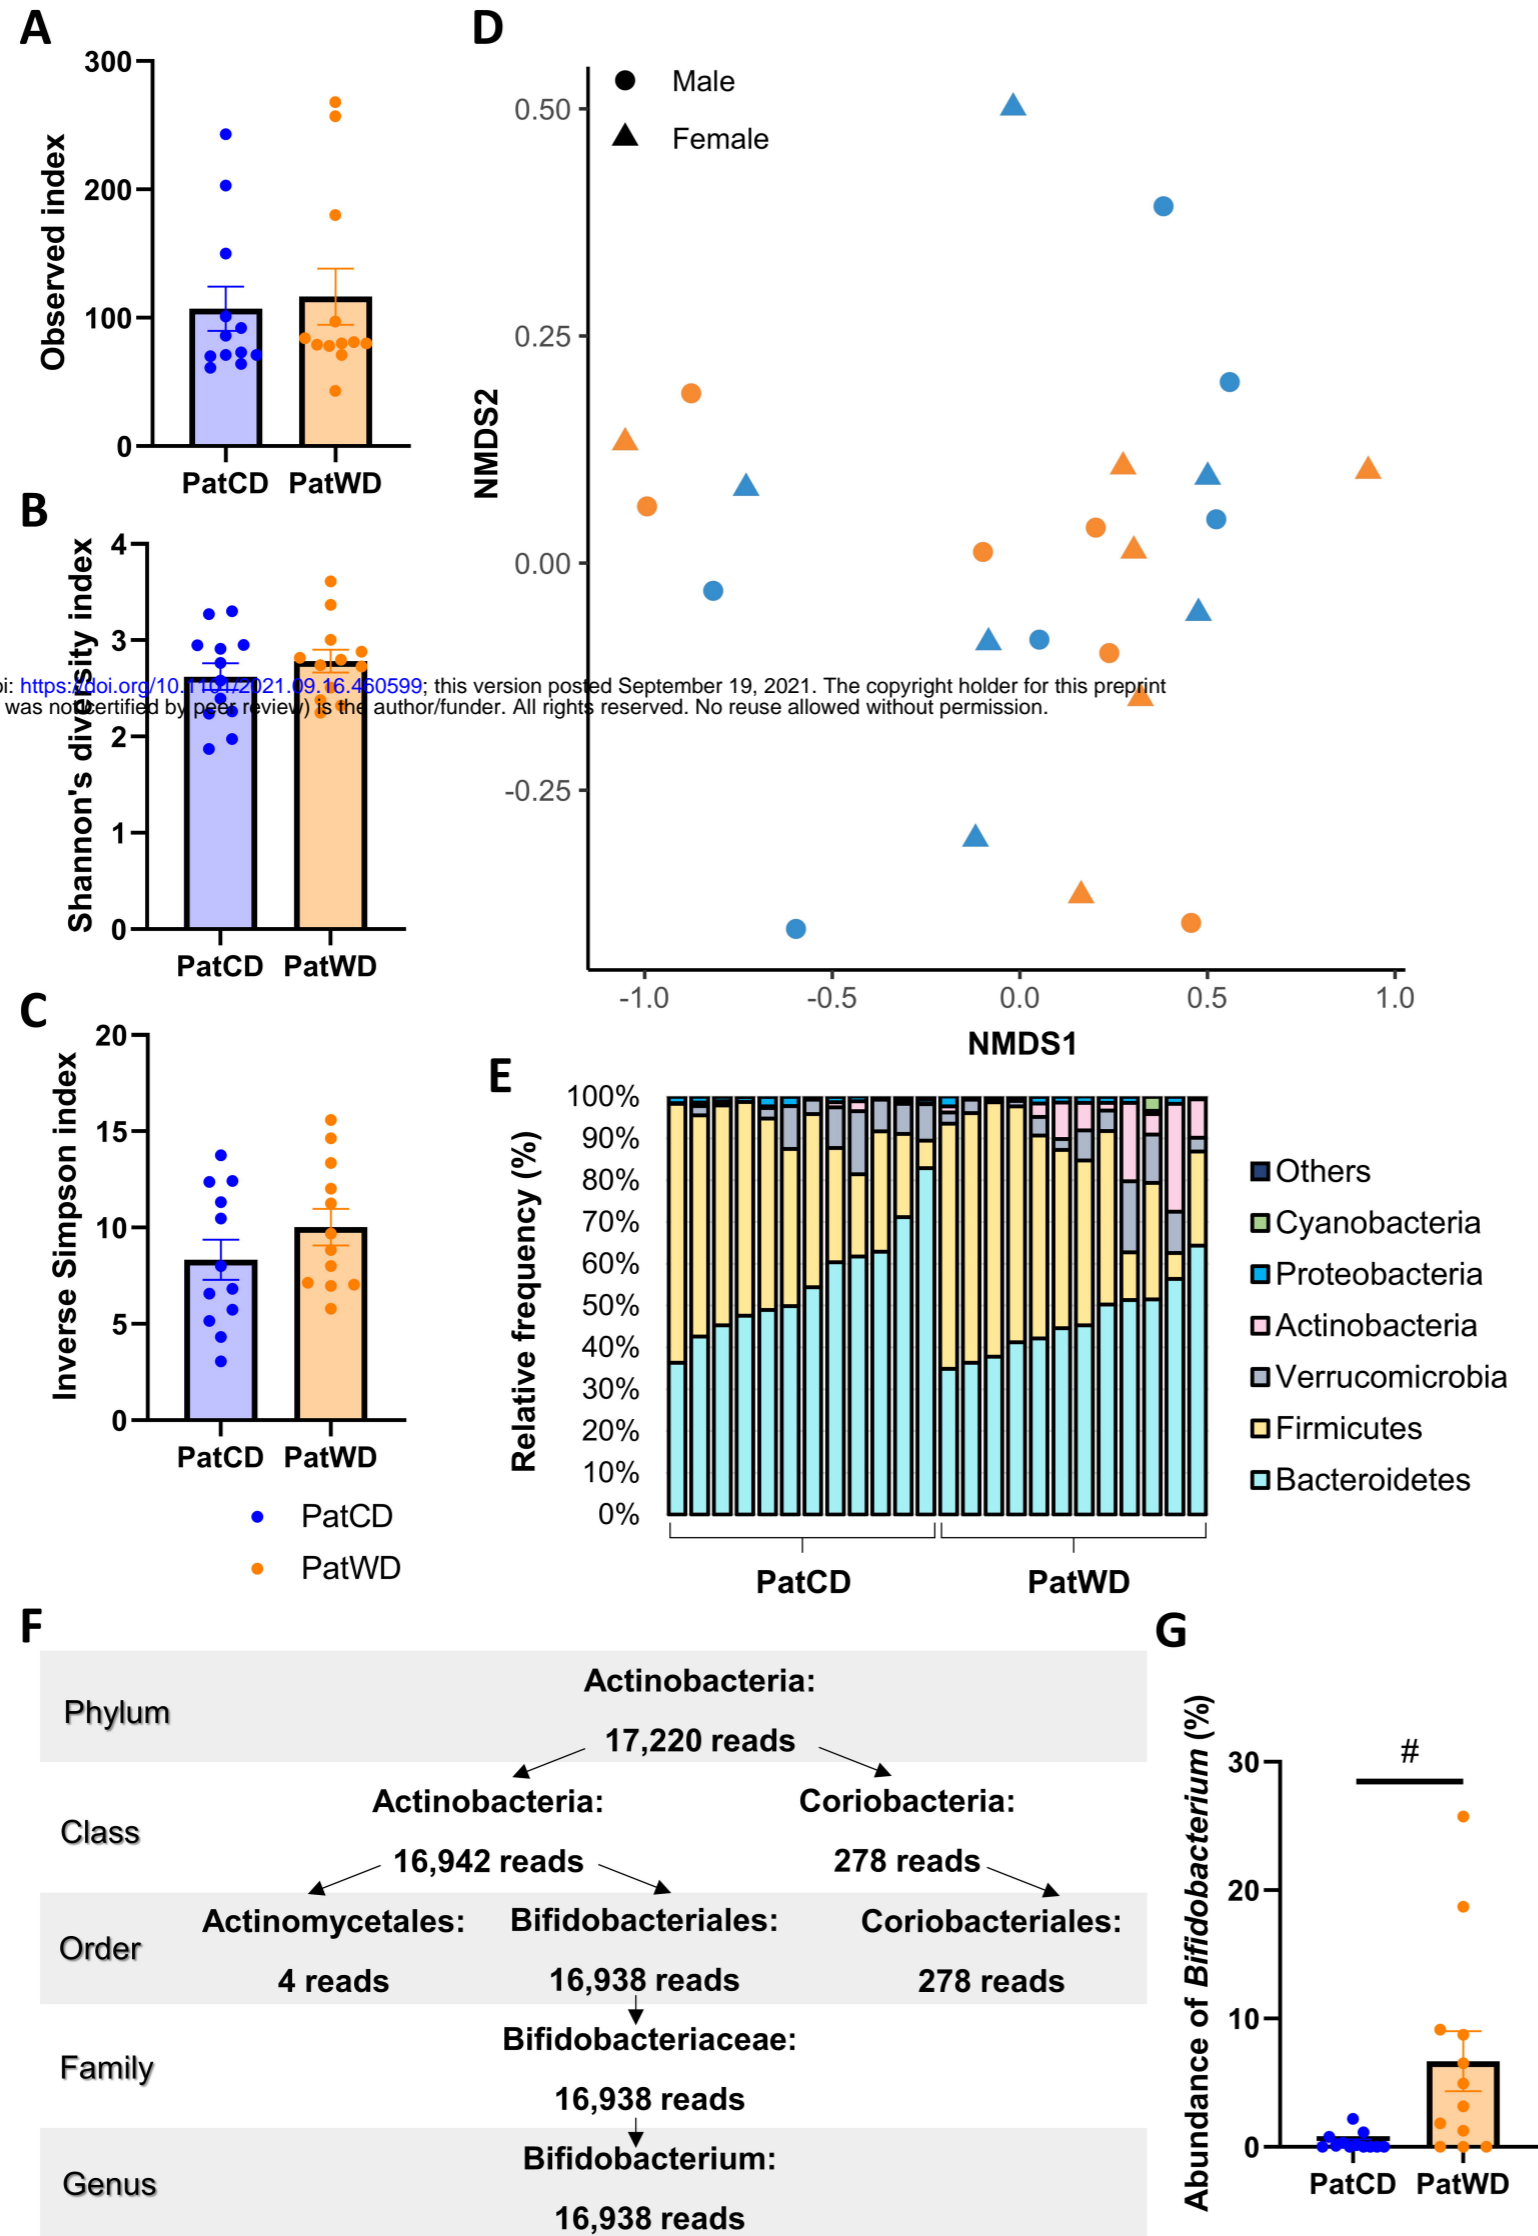 A
300
200
100
0
Observed index
PatCD PatWD
B
4
3
2
1
0
Shannon's diversity index
PatCD PatWD
C
20
15
10
5
0
Inverse Simpson index
PatCD PatWD
PatCD
PatWD
D
Male
Female
0.50
0.25
0.00
-0.25
NMDS2
-1.0 -0.5 0.0 0.5 1.0
NMDS1
oi: https://doi.org/10.1101/2021.09.16.460599; this version posted September 19, 2021. The copyright holder for this preprint
was not certified by peer review) is the author/funder. All rights reserved. No reuse allowed without permission.
E
100%
90%
80%
70%
60%
50%
40%
30%
20%
10%
0%
Relative frequency (%)
PatCD PatWD
Others
Cyanobacteria
Proteobacteria
Actinobacteria
Verrucomicrobia
Firmicutes
Bacteroidetes
F
Phylum
Actinobacteria:
17,220 reads
Class
Actinobacteria: Coriobacteria:
16,942 reads 278 reads
Order
Actinomycetales: Bifidobacteriales: Coriobacteriales:
4 reads 16,938 reads 278 reads
Family
Bifidobacteriaceae:
16,938 reads
Genus
Bifidobacterium:
16,938 reads
G
#
30
20
10
0
Abundance of Bifidobacterium (%)
PatCD PatWD